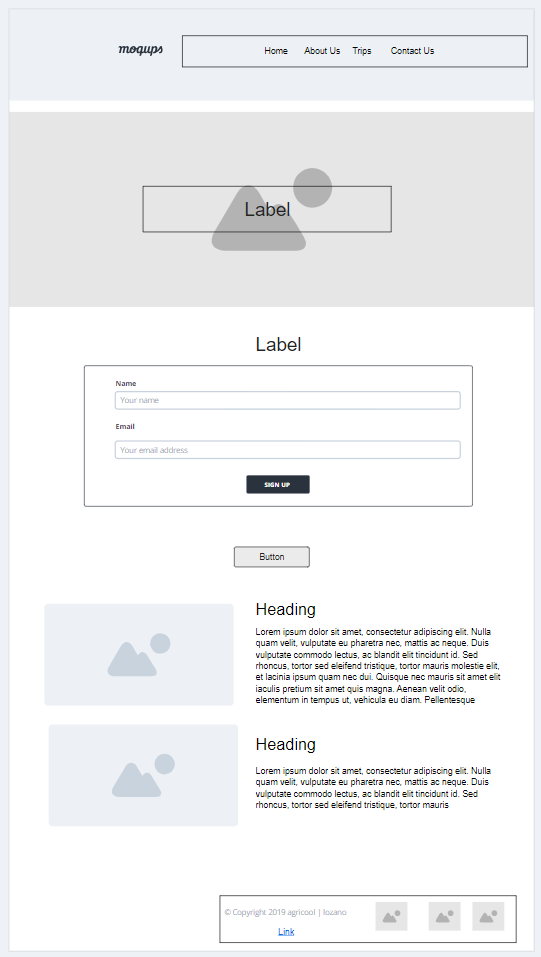 moqups
Home About Us Trips Contact Us
Label
Label
Name
Your name
Email
Your email address
SIGN UP
Button
Heading
Lorem ipsum dolor sit amet, consectetur adipiscing elit. Nulla
quam velit, vulputate eu pharetra nec, mattis ac neque. Duis
vulputate commodo lectus, ac blandit elit tincidunt id. Sed
rhoncus, tortor sed eleifend tristique, tortor mauris molestie elit,
et lacinia ipsum quam nec dui. Quisque nec mauris sit amet elit
iaculis pretium sit amet quis magna. Aenean velit odio,
elementum in tempus ut, vehicula eu diam. Pellentesque
Heading
Lorem ipsum dolor sit amet, consectetur adipiscing elit. Nulla
quam velit, vulputate eu pharetra nec, mattis ac neque. Duis
vulputate commodo lectus, ac blandit elit tincidunt id. Sed
rhoncus, tortor sed eleifend tristique, tortor mauris
© Copyright 2019 agricool | lozano
Link